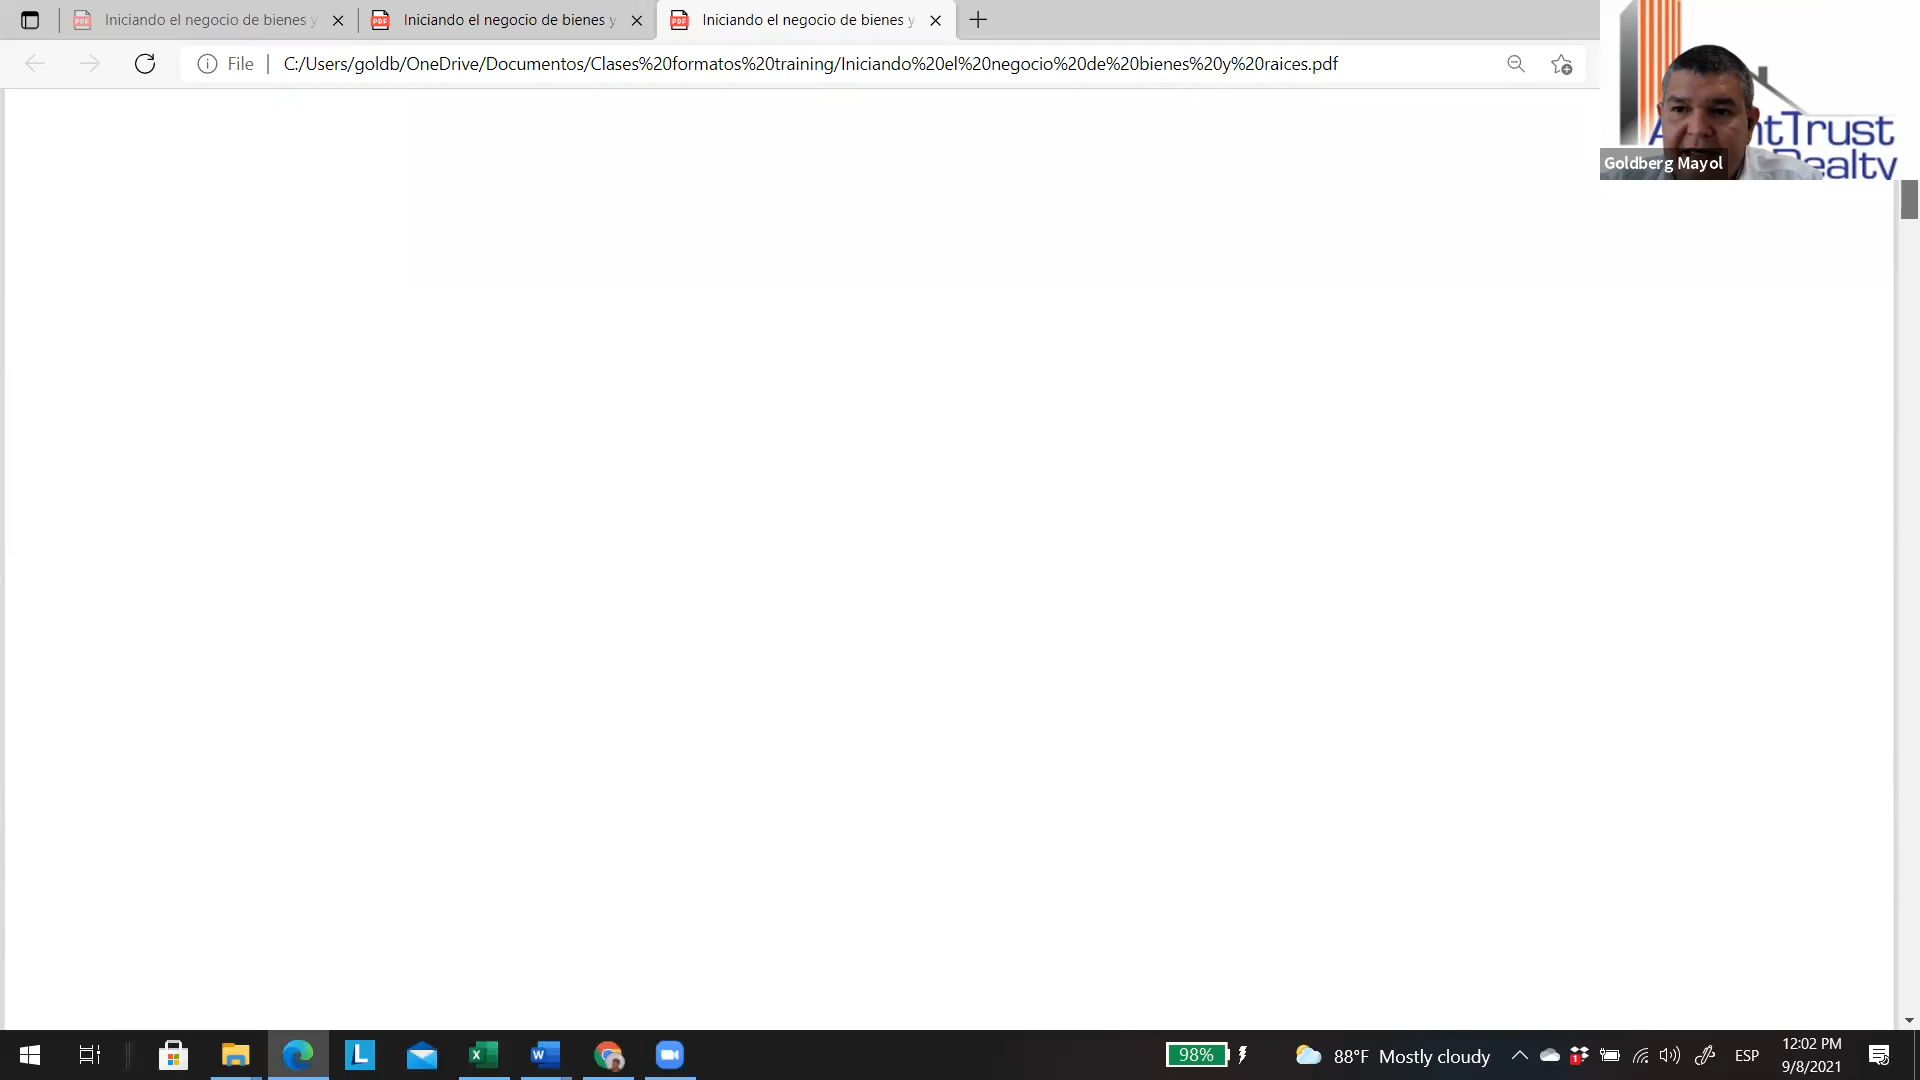 Iniciando el negocio de bienes y
Iniciando el negocio de bienes y
Iniciando el negocio de bienes y
File
C:/Users/goldb/OneDrive/Documentos/Clases%20formatos%20training/Iniciando%20el%20negocio%20de%20bienes%20y%20raices.pdf
ntTrust
ealty
Goldberg Mayol
98%
88°F Mostly cloudy
ESP
12:02 PM
9/8/2021